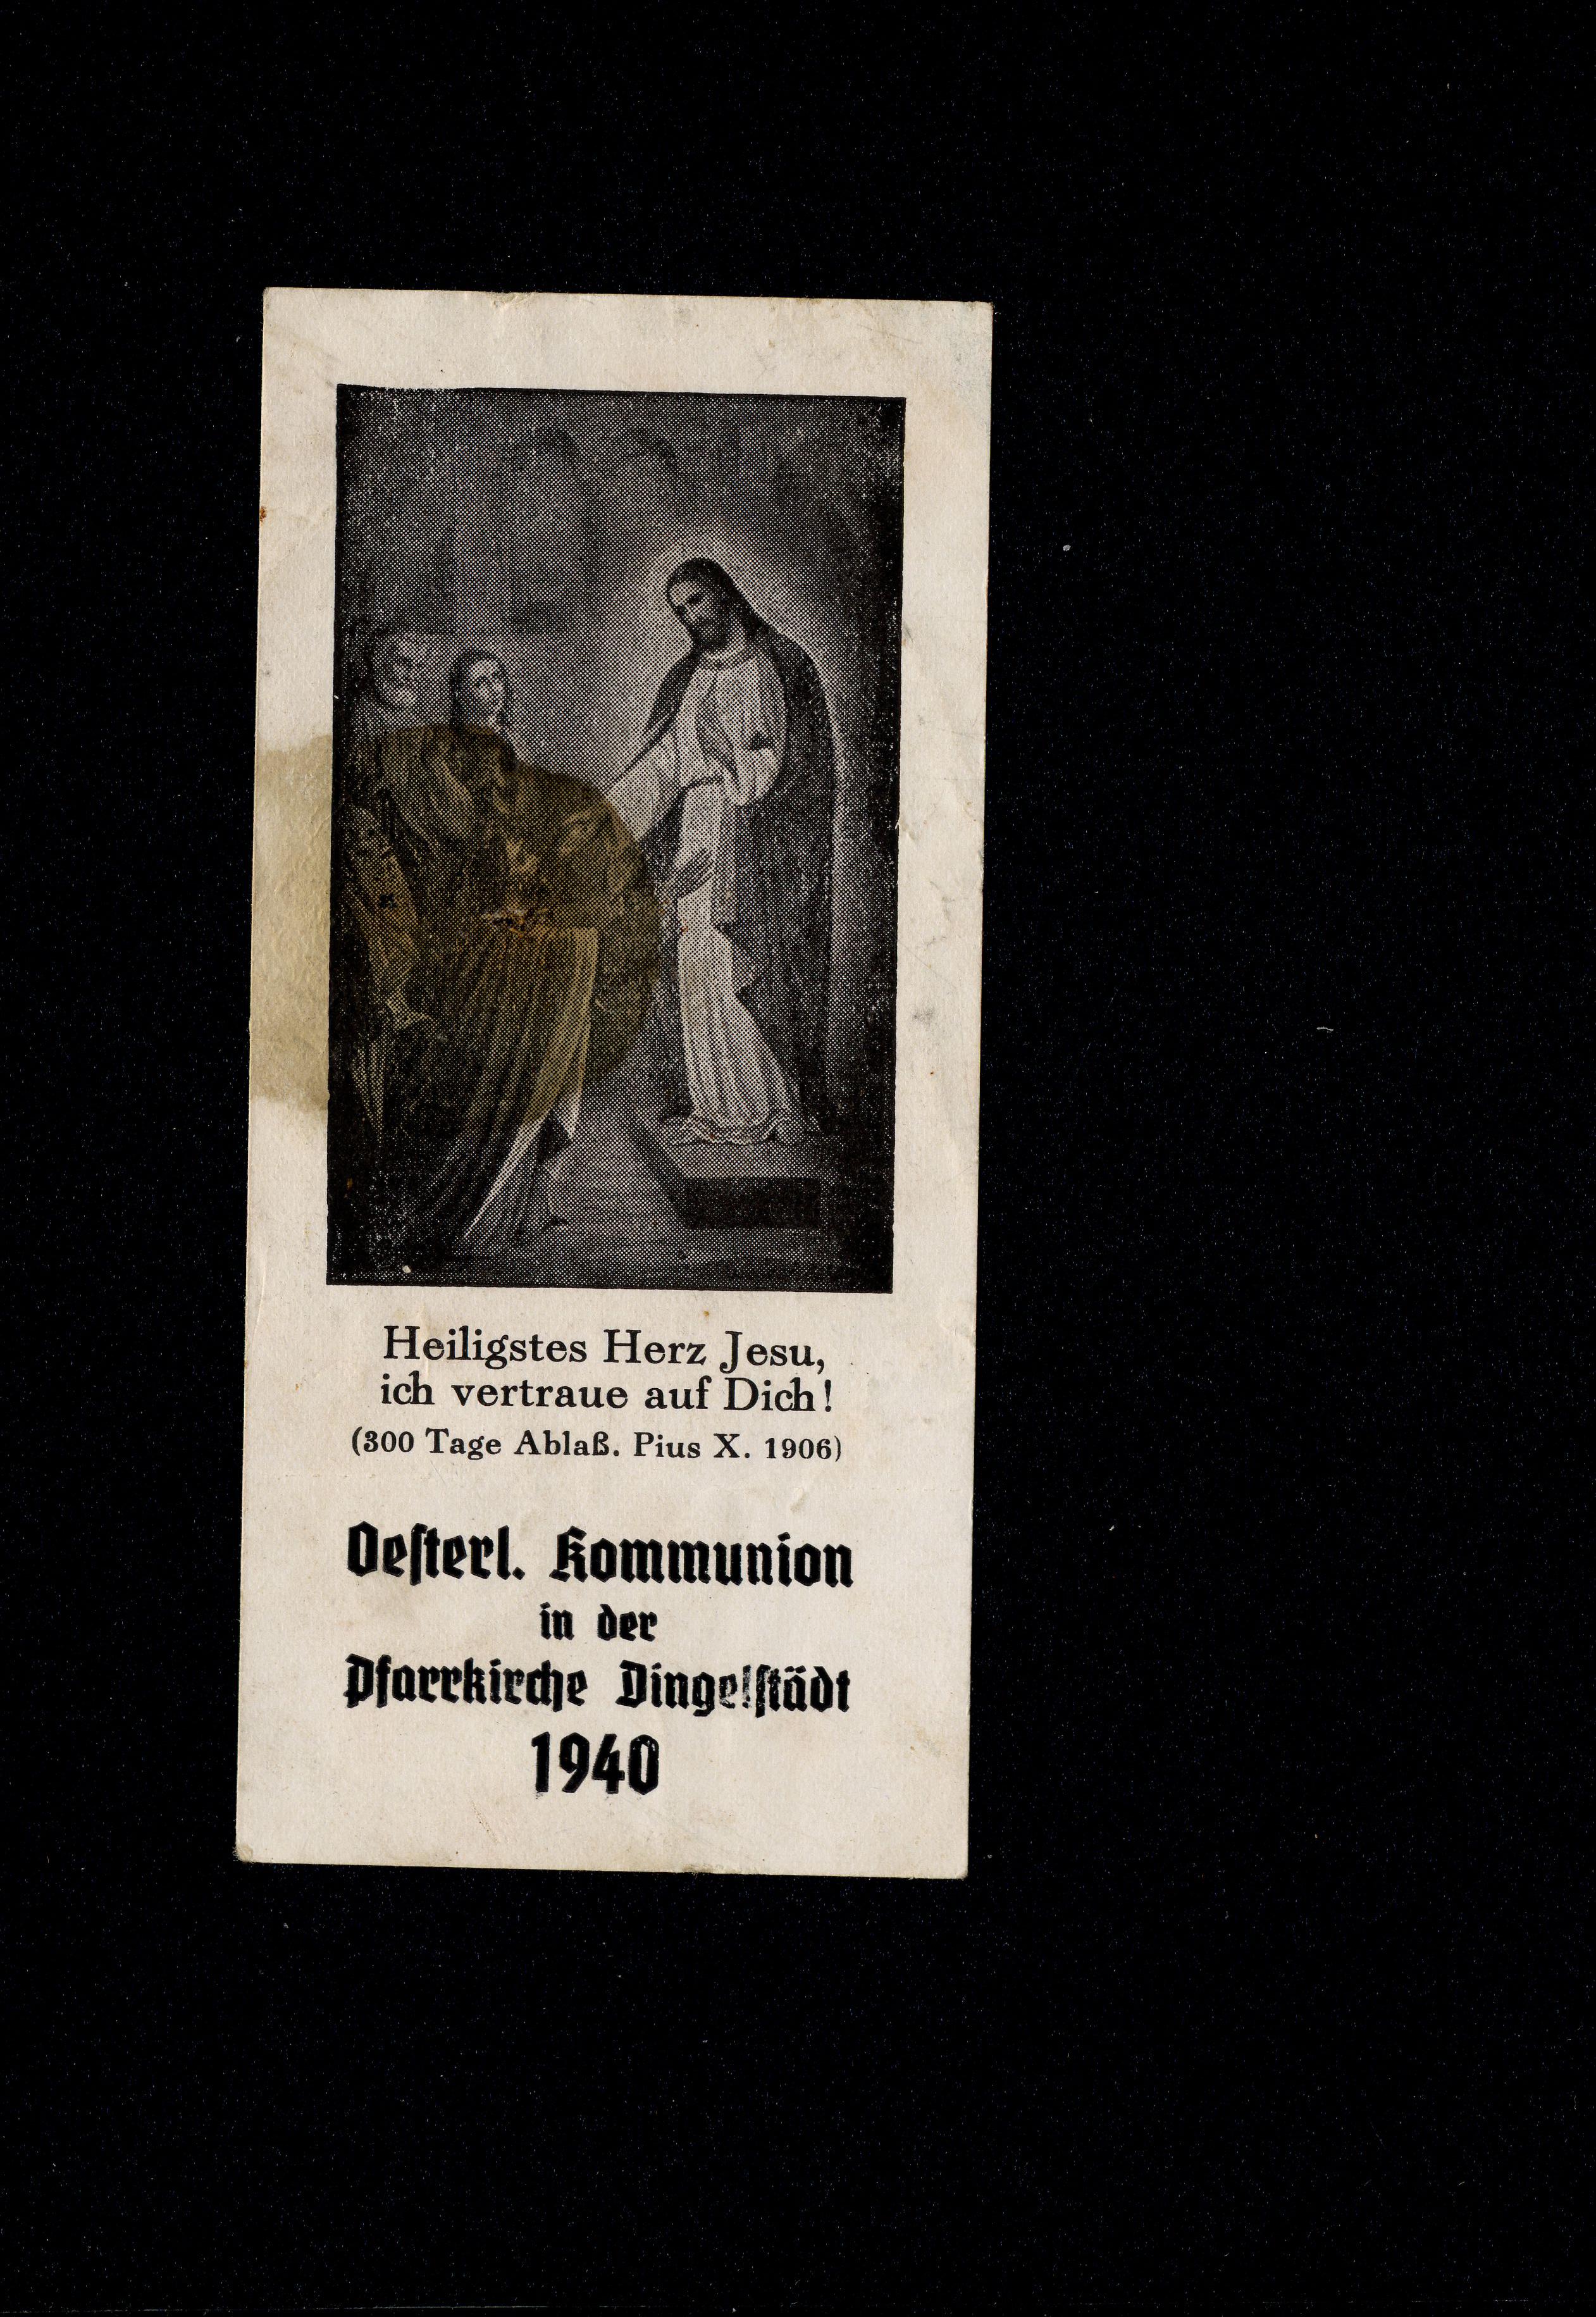 Heiligstes Herz Jesu,
ich vertraue auf Dich!
(300 Tage Ablaß. Pius X. 1906)
Oesterl. Kommunion
in der
Pfarrkirche Dingelstädt
1940